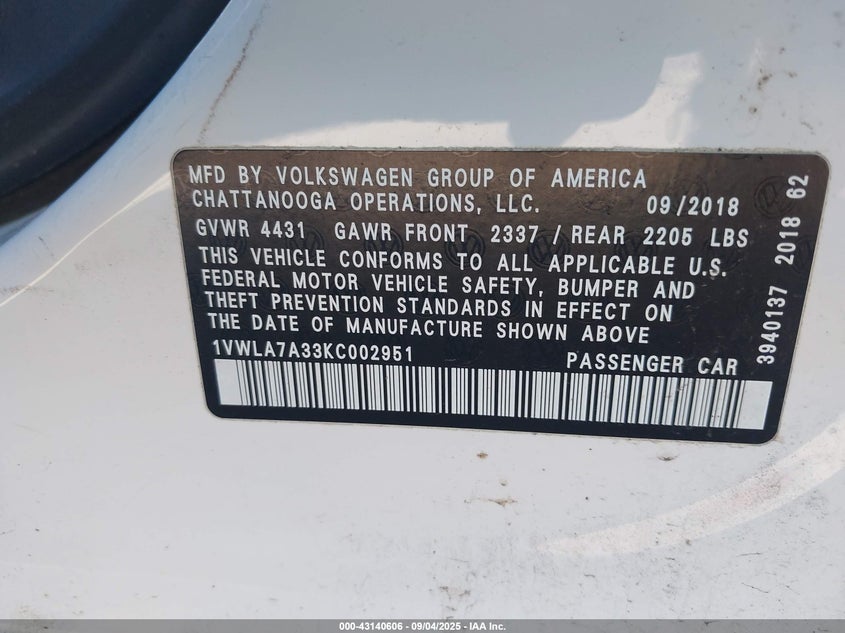 MFD BY VOLKSWAGEN GROUP OF AMERICA
CHATTANOOGA OPERATIONS, LLC. 09/2018
GVWR 4431 GAWR FRONT 2337 / REAR 2205 LBS
THIS VEHICLE CONFORMS TO ALL APPLICABLE U.S.
FEDERAL MOTOR VEHICLE SAFETY, BUMPER AND
THEFT PREVENTION STANDARDS IN EFFECT ON
THE DATE OF MANUFACTURE SHOWN ABOVE
1VWLA7A33KC002951 PASSENGER CAR
3940137 2018 62
000-43140606 - 09/04/2025 - IAA Inc.